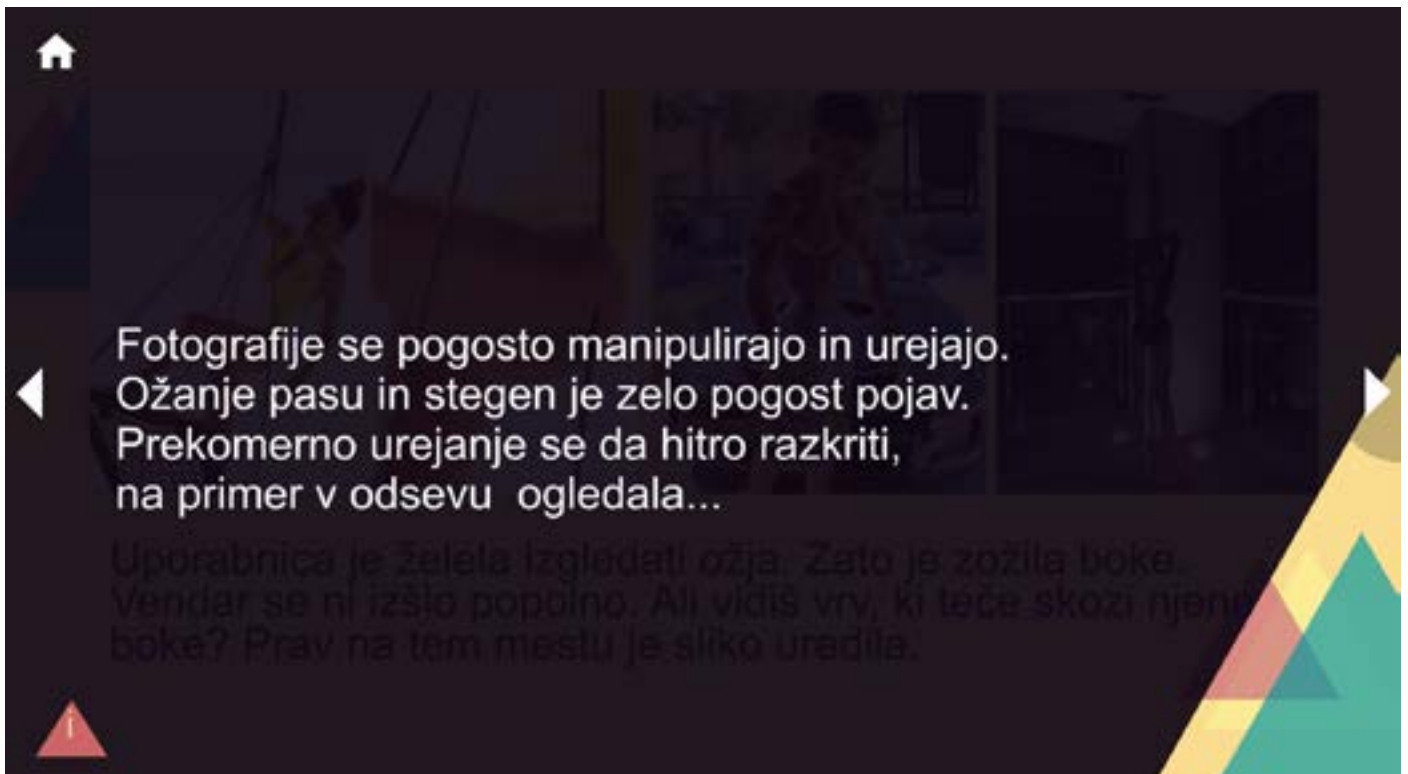 Fotografije se pogosto manipulirajo in urejajo.
Ožanje pasu in stegen je zelo pogost pojav.
Prekomerno urejanje se da hitro razkriti,
na primer v odsevu ogledala...
Uporabnica je želela izgledati ožja. Zato je zožila boke.
Vendar se ni izšlo popolno. Ali vidiš vrv, ki teče skozi njene
boke? Prav na tem mestu je sliko uredila.
i